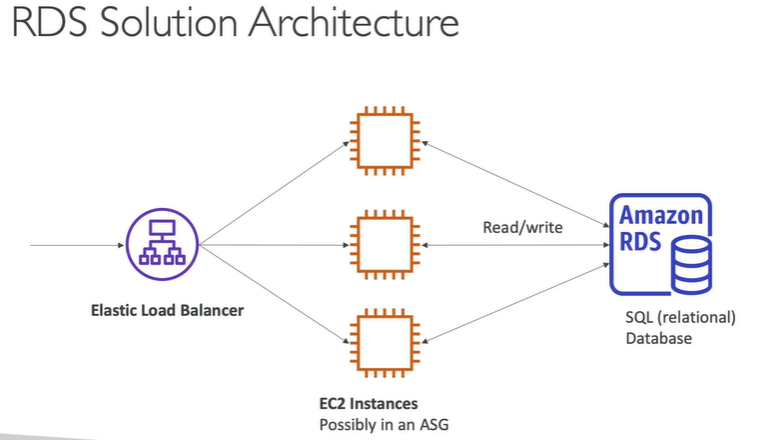 RDS Solution Architecture
Read/write
Amazon
RDS
Elastic Load Balancer
SQL (relational)
Database
EC2 Instances
Possibly in an ASG